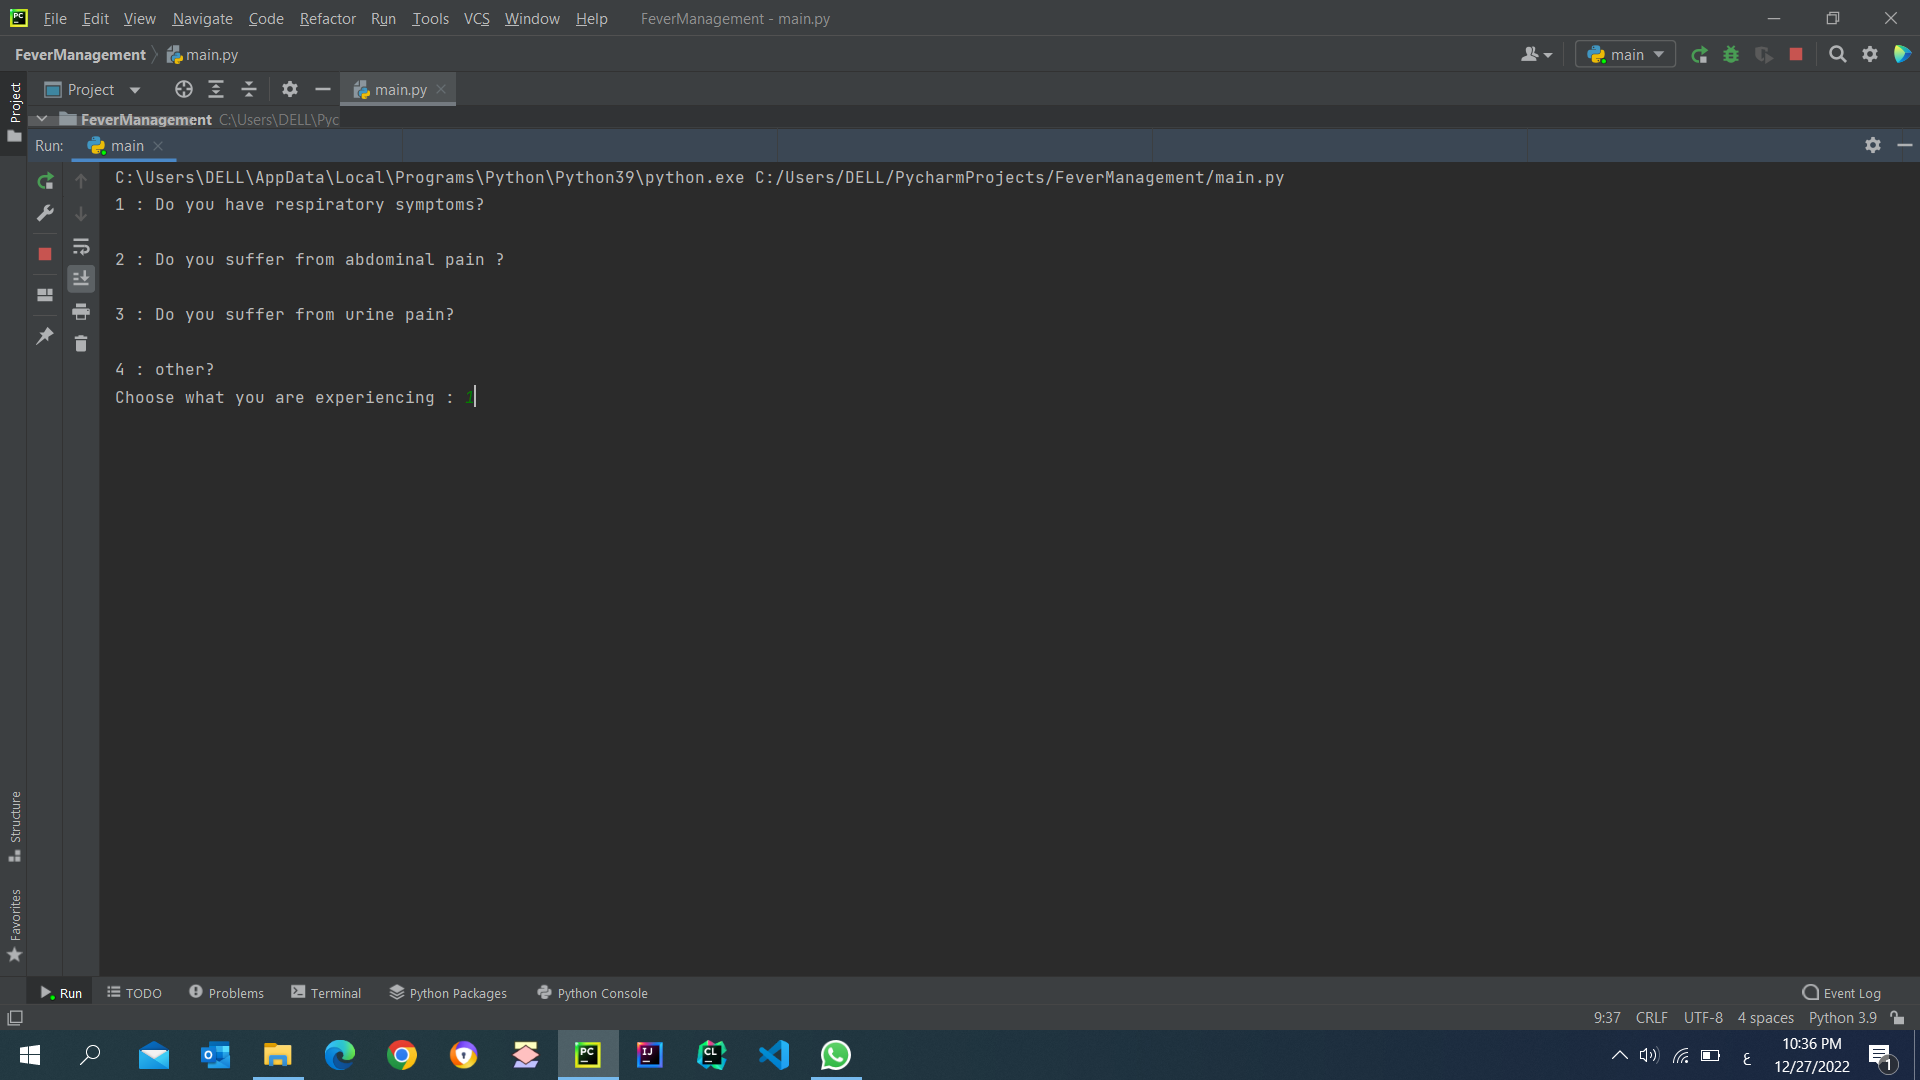 File Edit View Navigate Code Refactor Run Tools VCS Window Help FeverManagement - main.py
FeverManagement main.py main
Project main.py
Project
FeverManagement C:\Users\DELL\Pyc
Run: main
C:\Users\DELL\AppData\Local\Programs\Python\Python39\python.exe C:/Users/DELL/PycharmProjects/FeverManagement/main.py
1 : Do you have respiratory symptoms?
2 : Do you suffer from abdominal pain ?
3 : Do you suffer from urine pain?
4 : other?
Choose what you are experiencing : 1
Structure
Favorites
Run TODO Problems Terminal Python Packages Python Console Event Log
9:37 CRLF UTF-8 4 spaces Python 3.9
PC IJ CL ع 10:36 PM
12/27/2022 1